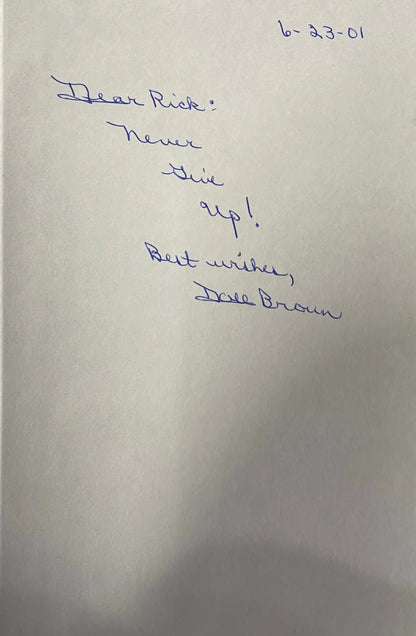 6-23-01
Dear Rick:
Never
Give
Up!
Best wishes,
Dale Brown